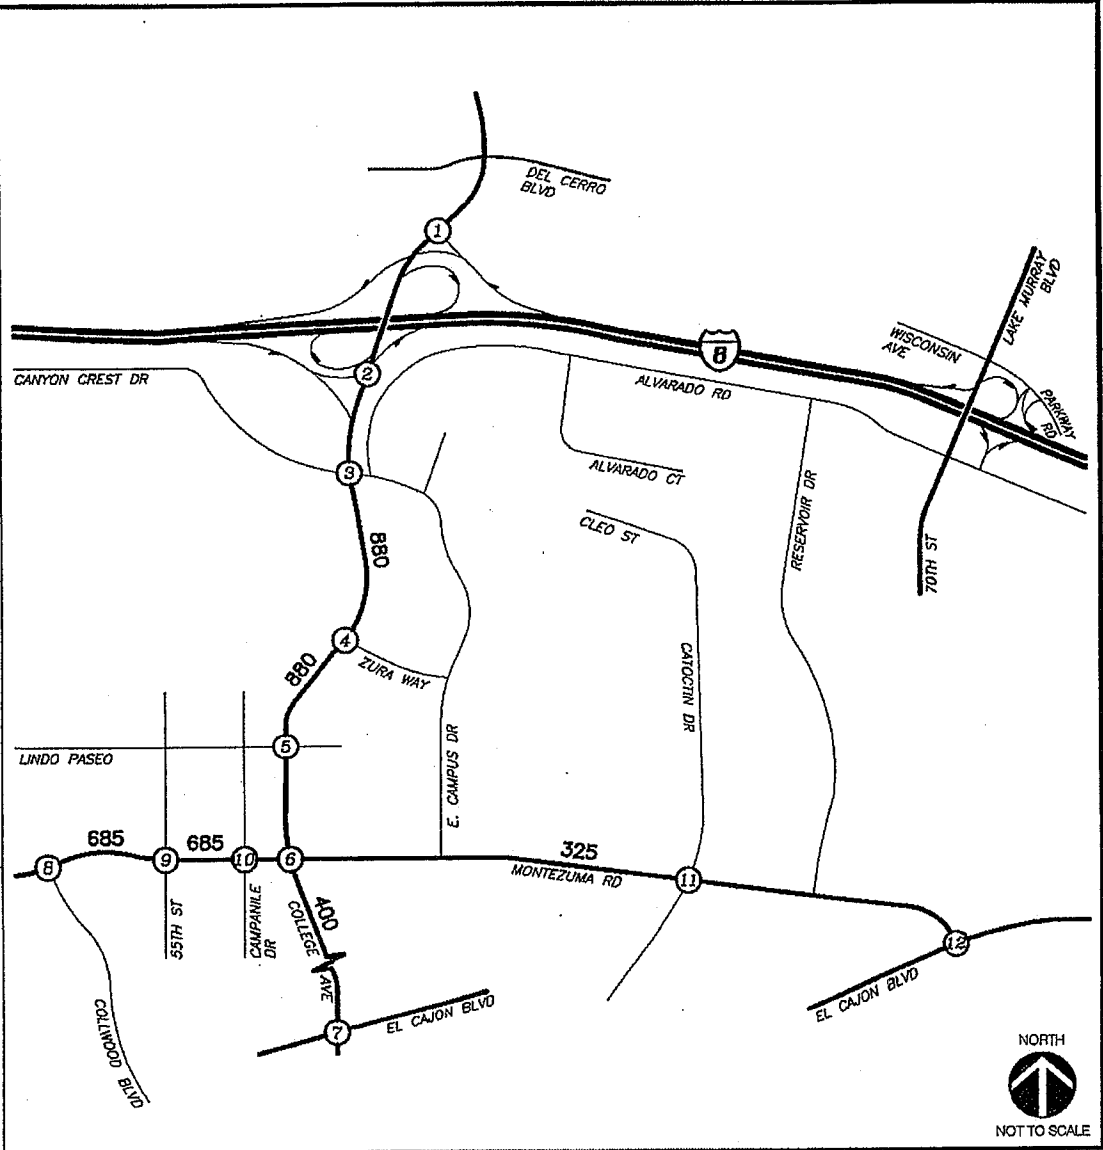 DEL CERRO
BLVD
1
LAKE MURRAY
BLVD
WISCONSIN
AVE
8
2
CANYON CREST DR
ALVARADO RD
PARKWAY
RD
3
ALVARADO CT
RESERVOIR DR
CLEO ST
880
70TH ST
4
880
ZURA WAY
CATOCTIN DR
5
LINDO PASEO
E. CAMPUS DR
685
685
325
8
9
10
6
MONTEZUMA RD
11
400
55TH ST
CAMPANILE
DR
COLLEGE
AVE
12
EL CAJON BLVD
EL CAJON BLVD
7
COLLWOOD BLVD
NORTH
NOT TO SCALE